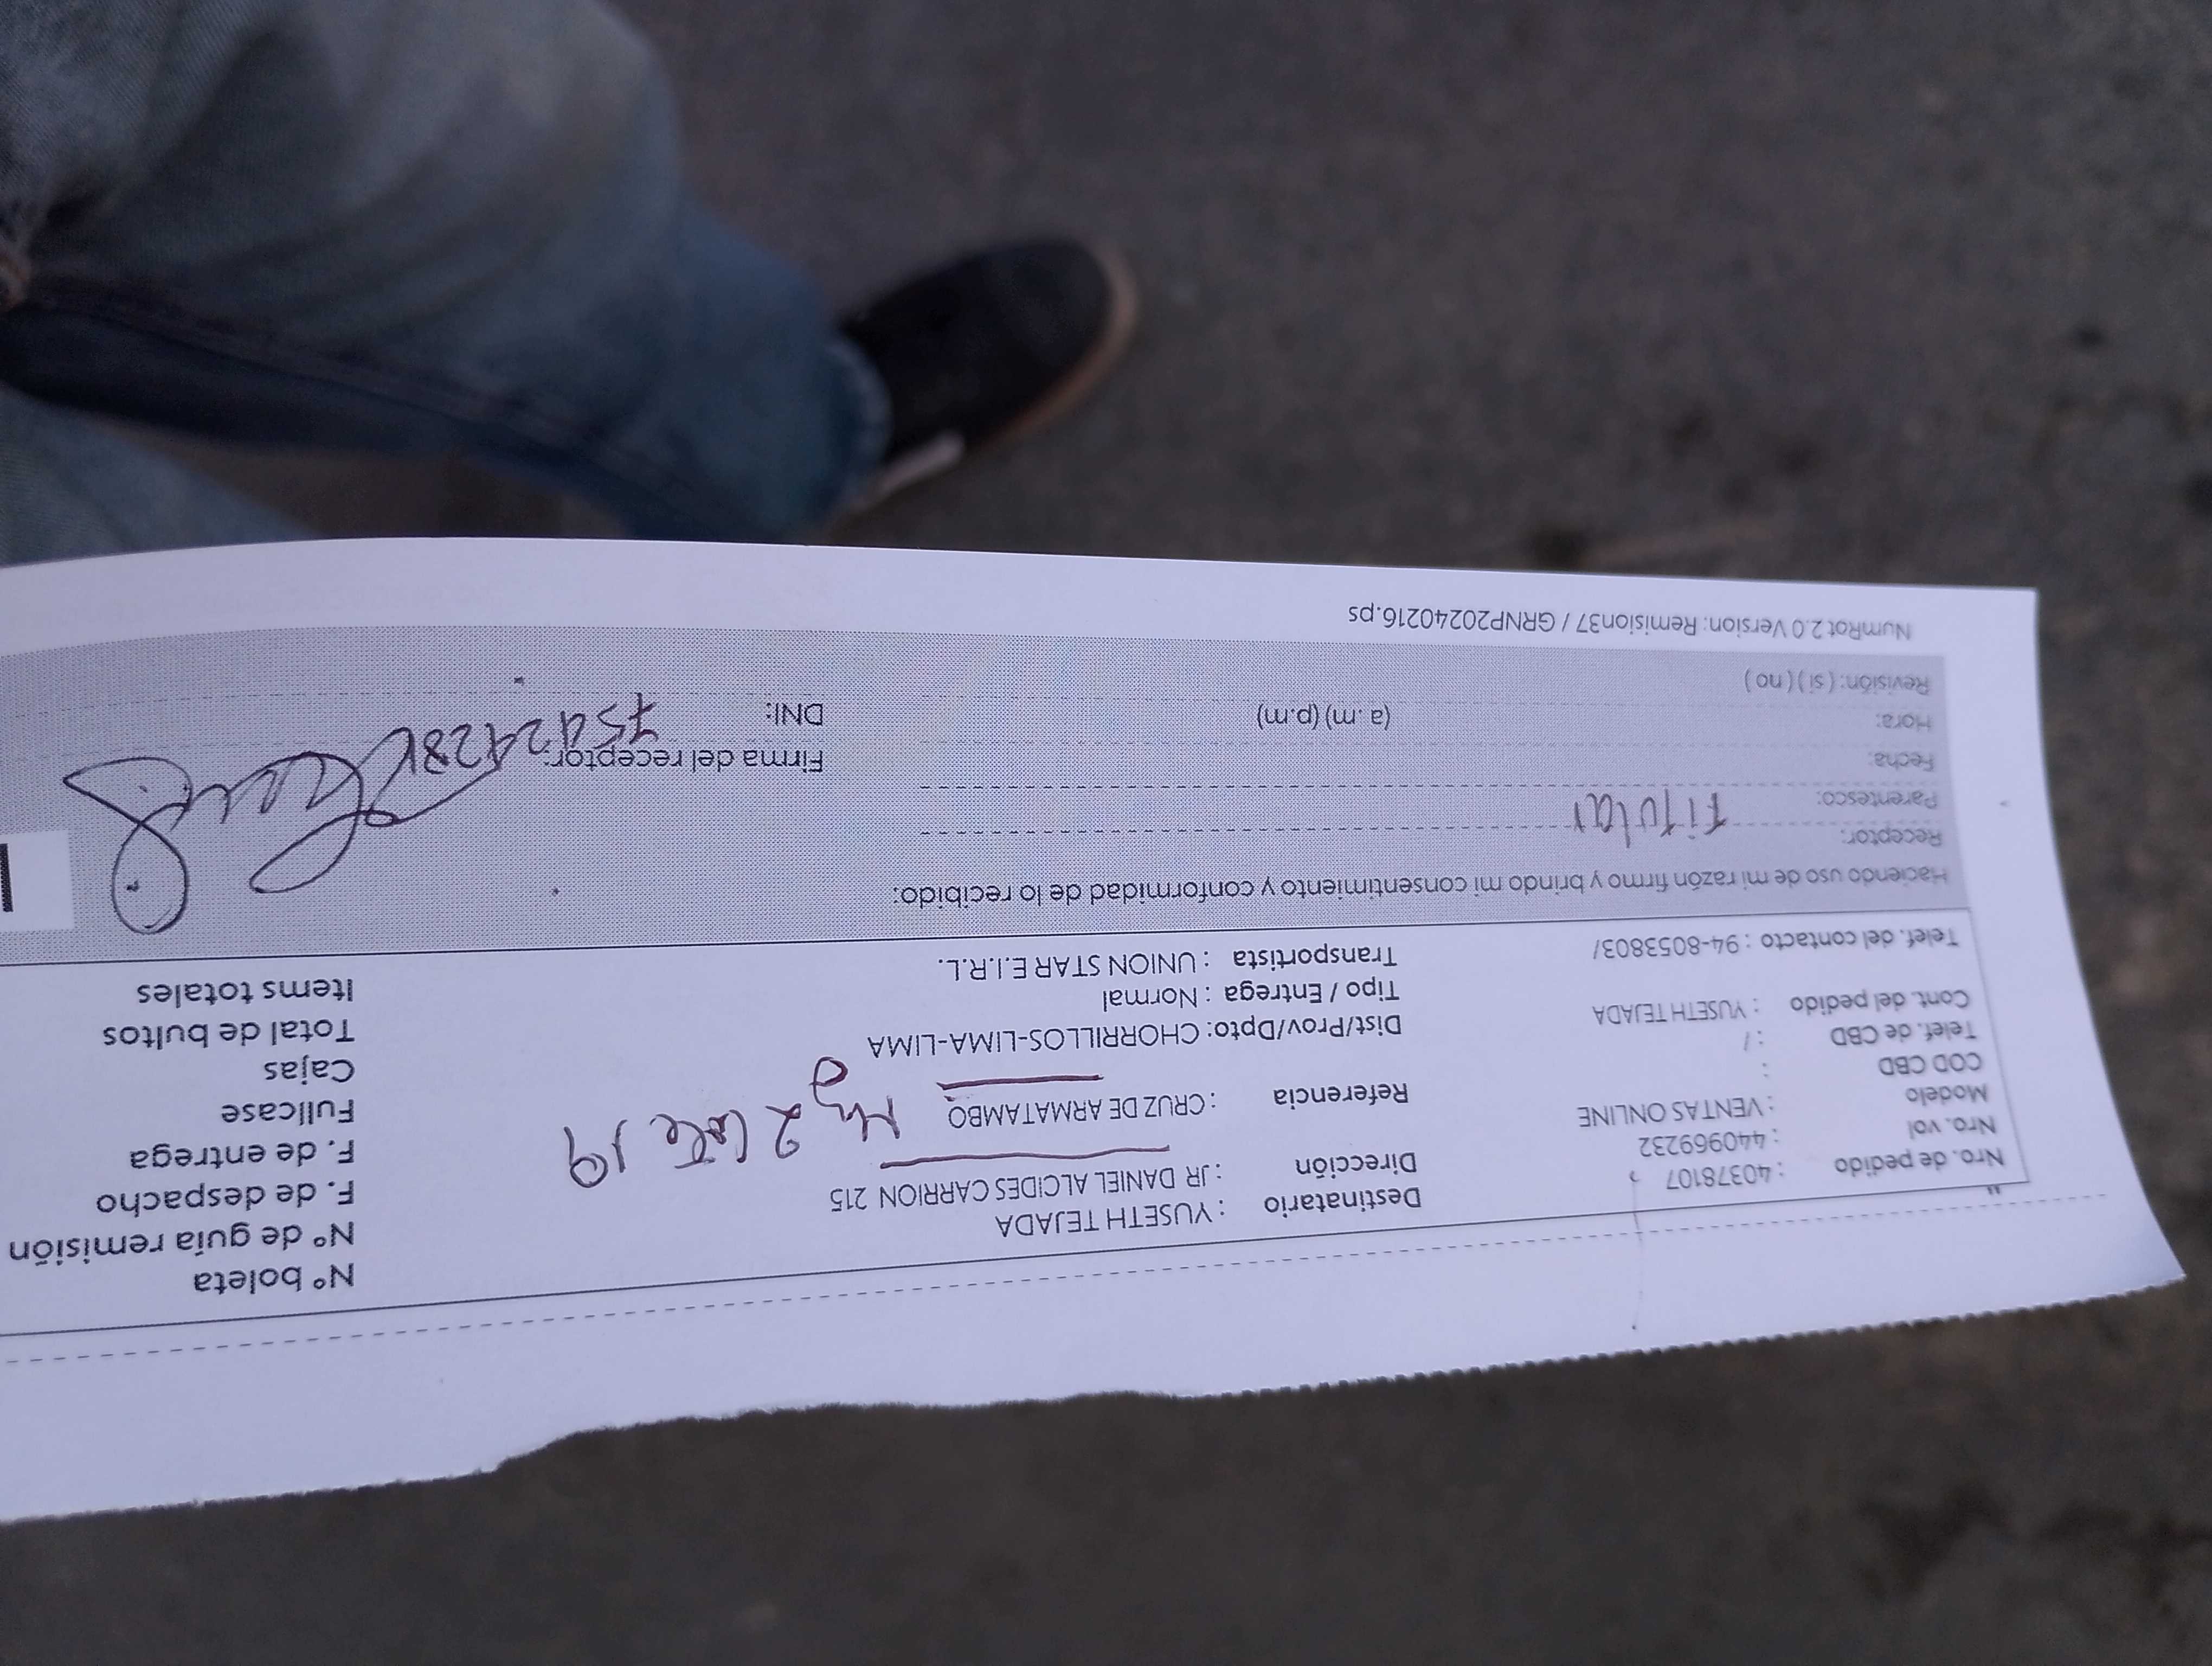 Nro. de pedido : 40378107
Nro. vol : 440969232
Modelo : VENTAS ONLINE
COD CBD :
Telef. de CBD : /
Cont. del pedido : YUSETH TEJADA
Telef. del contacto : 94-8053803/
Destinatario : YUSETH TEJADA
Dirección : JR DANIEL ALCIDES CARRION 215
Referencia : CRUZ DE ARMATAMBO
Mz 2 lote 19
Dist/Prov/Dpto: CHORRILLOS-LIMA-LIMA
Tipo / Entrega : Normal
Transportista : UNION STAR E.I.R.L.
N° boleta
N° de guía remisión
F. de despacho
F. de entrega
Fullcase
Cajas
Total de bultos
Items totales
Haciendo uso de mi razón firmo y brindo mi consentimiento y conformidad de lo recibido:
Receptor:
Parentesco: Titular
Fecha:
Hora: (a. m) (p.m)
Revisión: ( si ) ( no )
Firma del receptor:
DNI:
NumRot 2.0 Version: Remision37 / GRNP20240216.ps